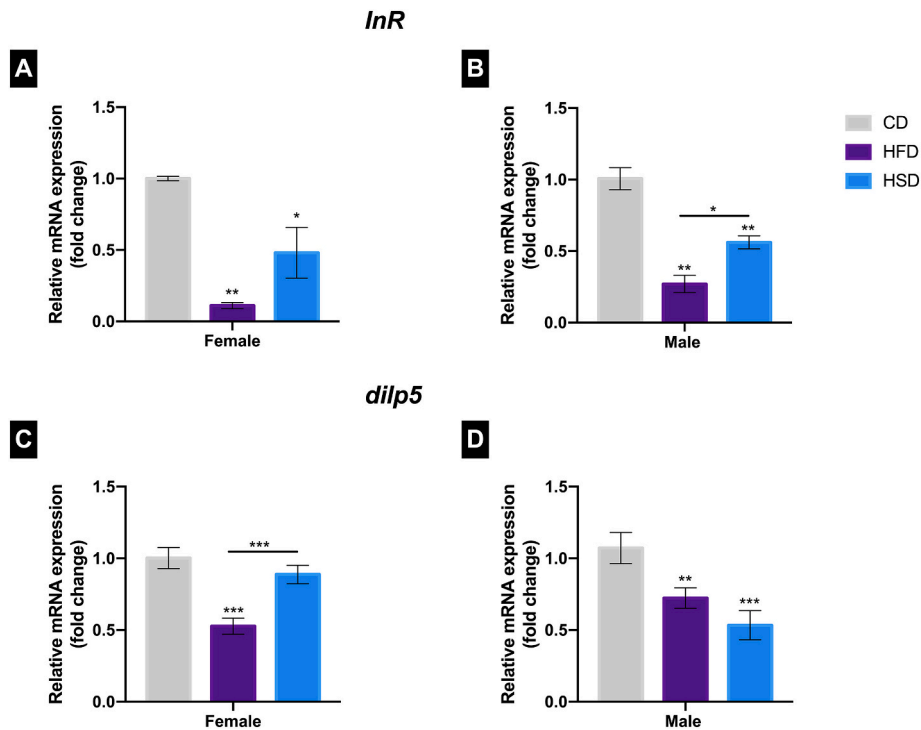 InR
A
Relative mRNA expression
(fold change)
1.5
1.0
0.5
0.0
**
*
Female
B
Relative mRNA expression
(fold change)
1.5
1.0
0.5
0.0
**
*
**
Male
CD
HFD
HSD
dilp5
C
Relative mRNA expression
(fold change)
1.5
1.0
0.5
0.0
***
***
Female
D
Relative mRNA expression
(fold change)
1.5
1.0
0.5
0.0
**
***
Male